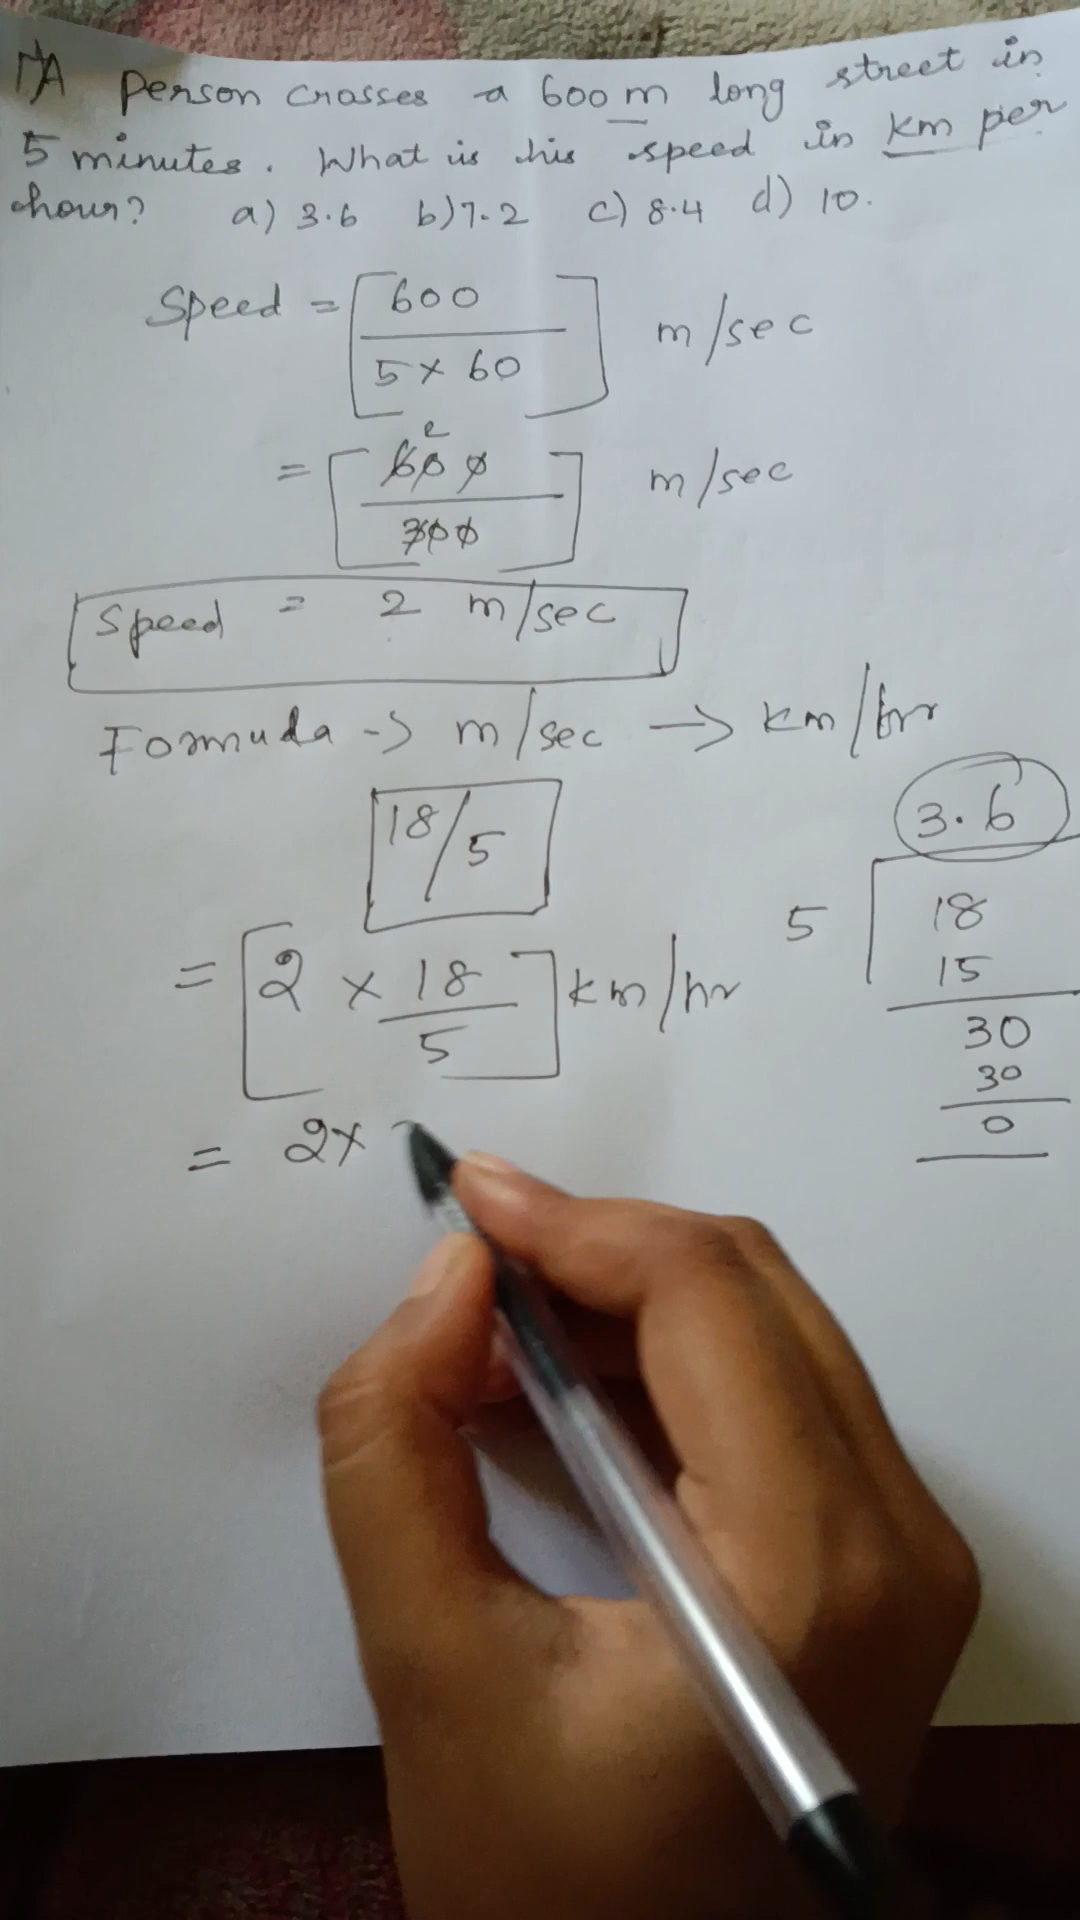 1) A person crosses a 600 m long street in
5 minutes. What is his speed in km per
hour? a) 3.6 b) 7.2 c) 8.4 d) 10.
Speed = [600 / 5 × 60] m/sec
= [600 / 300] m/sec
2
Speed = 2 m/sec
Formula -> m/sec -> km/hr
18/5
= [2 × 18/5] km/hr
3.6
5 18
15
30
30
0
= 2×